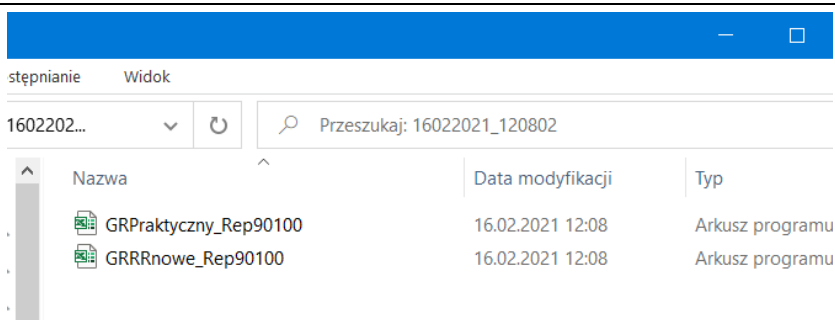 stępnianie Widok
1602202... Przeszukaj: 16022021_120802
Nazwa Data modyfikacji Typ
GRPraktyczny_Rep90100 16.02.2021 12:08 Arkusz programu
GRRRnowe_Rep90100 16.02.2021 12:08 Arkusz programu